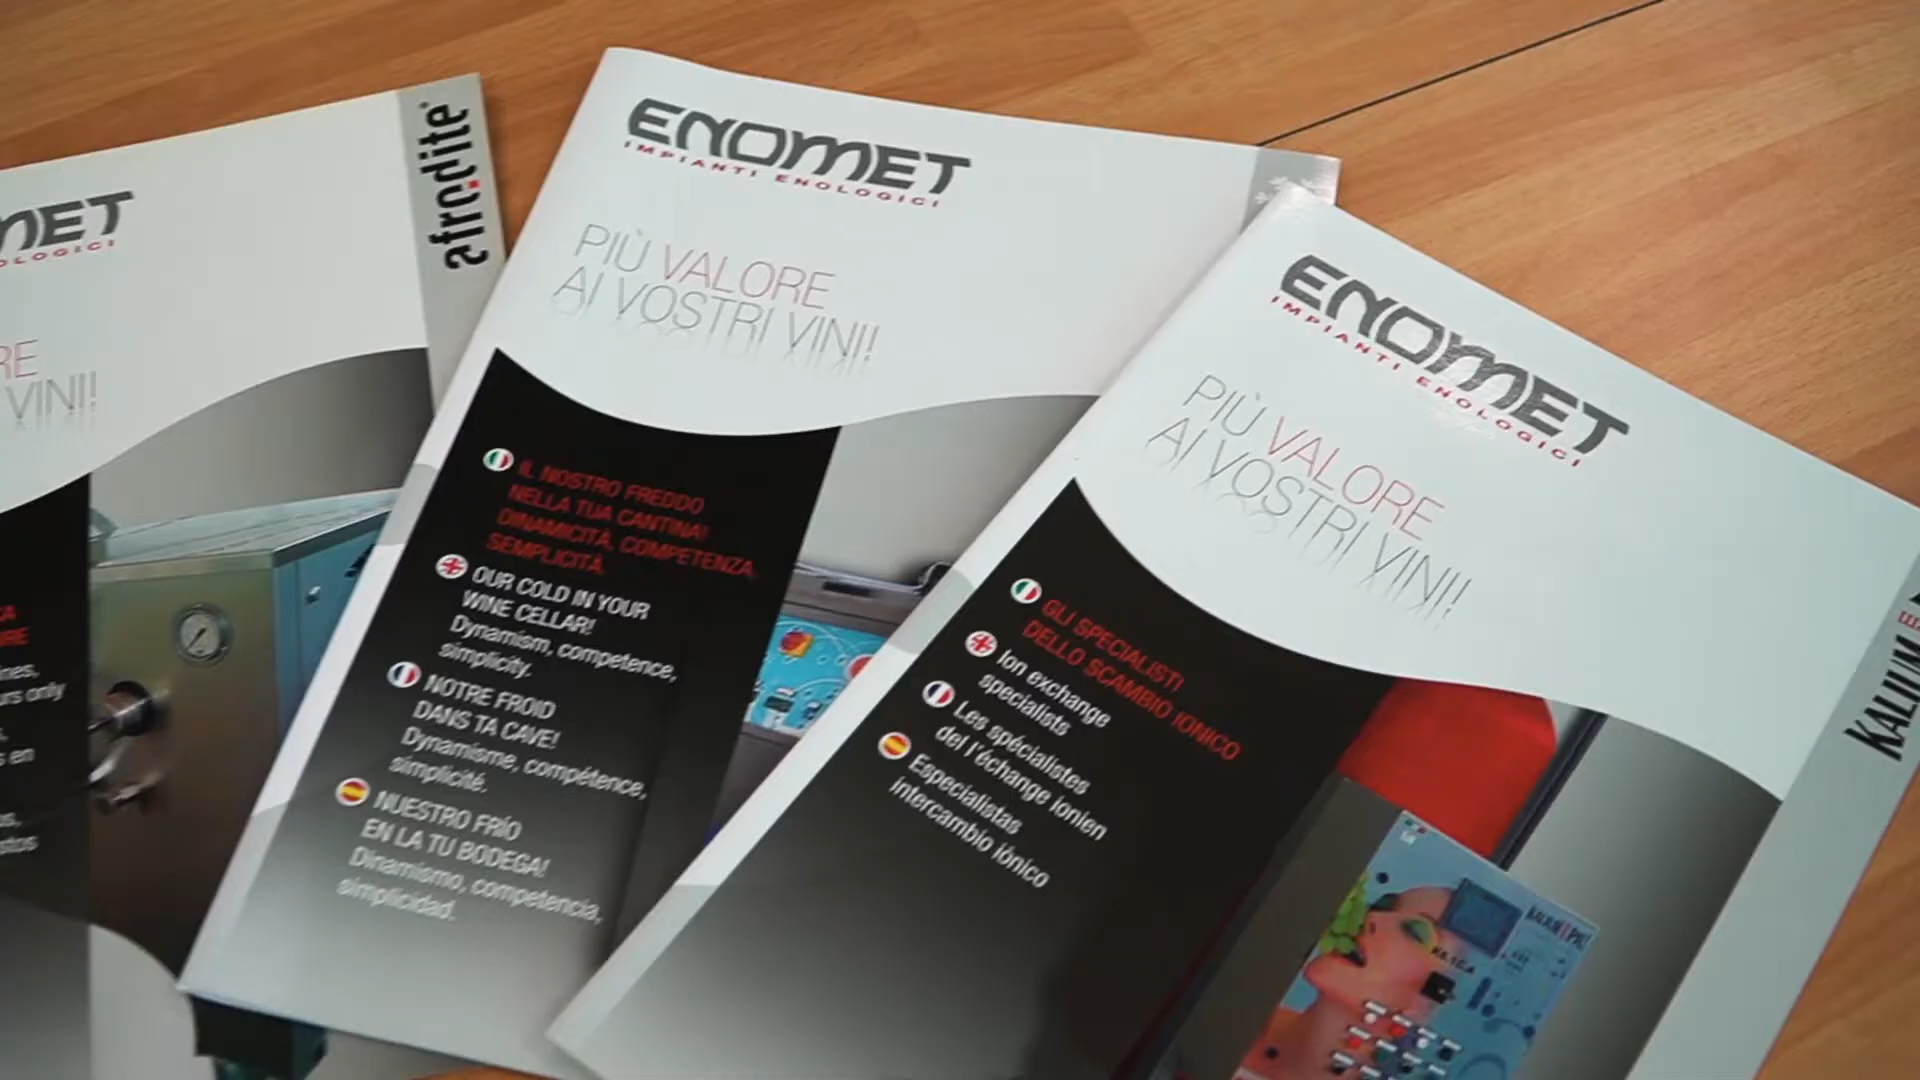 afrodite
MET
OLOGICI
RE
VINI!
ENOMET
IMPIANTI ENOLOGICI
PIÙ VALORE
AI VOSTRI VINI!
IL NOSTRO FREDDO
NELLA TUA CANTINA!
DINAMICITÀ, COMPETENZA,
SEMPLICITÀ.
OUR COLD IN YOUR
WINE CELLAR!
Dynamism, competence,
simplicity.
NOTRE FROID
DANS TA CAVE!
Dynamisme, compétence,
simplicité.
NUESTRO FRÍO
EN LA TU BODEGA!
Dinamismo, competencia,
simplicidad.
ENOMET
IMPIANTI ENOLOGICI
PIÙ VALORE
AI VOSTRI VINI!
GLI SPECIALISTI
DELLO SCAMBIO IONICO
Ion exchange
specialists
Les spécialistes
del l'échange Ionien
Especialistas
intercambio iónico
KALIUM